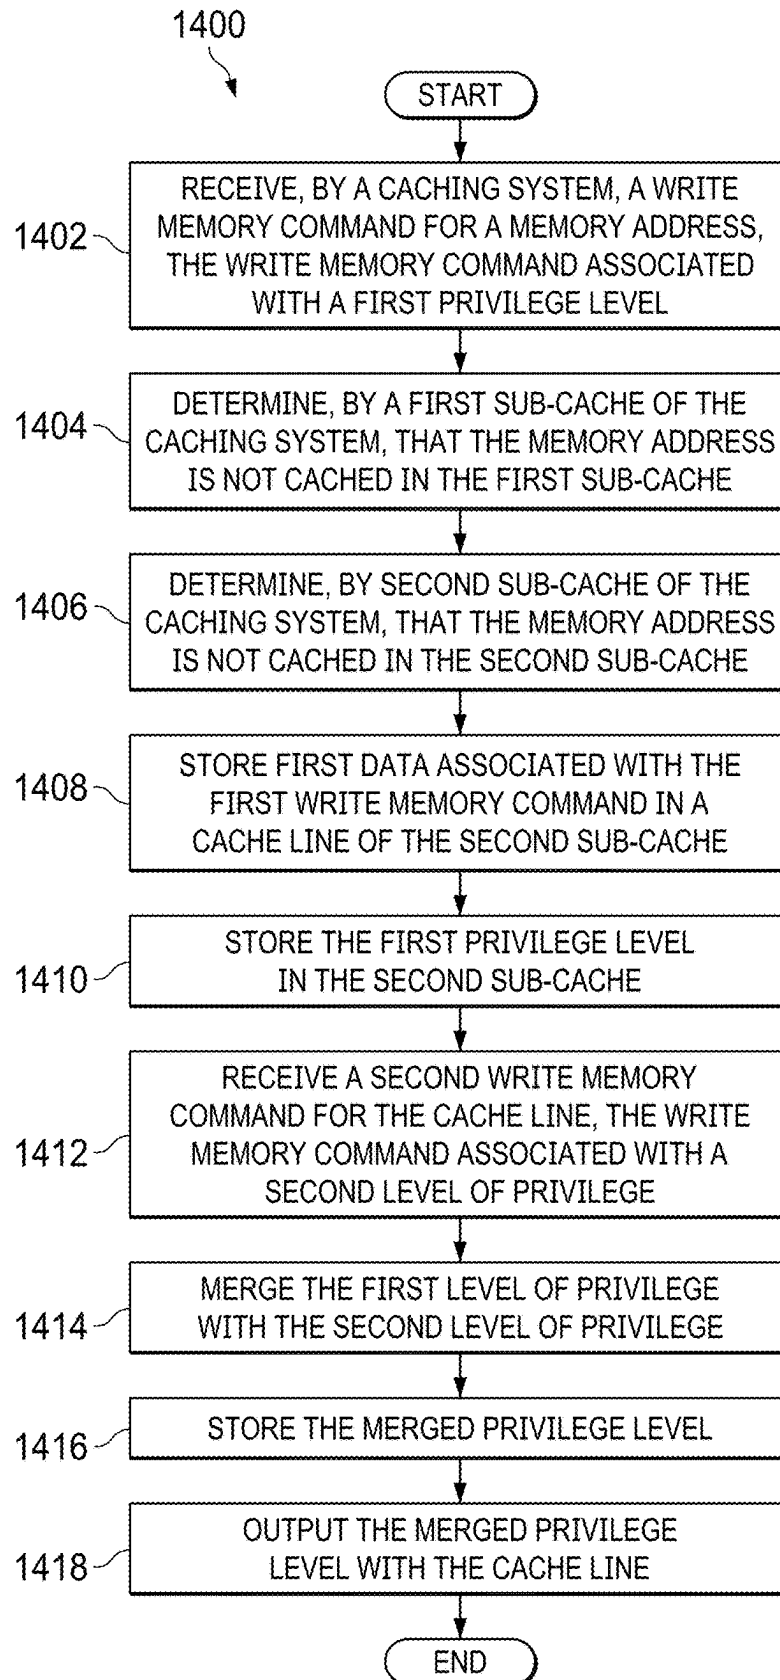 1400
START
1402
RECEIVE, BY A CACHING SYSTEM, A WRITE
MEMORY COMMAND FOR A MEMORY ADDRESS,
THE WRITE MEMORY COMMAND ASSOCIATED
WITH A FIRST PRIVILEGE LEVEL
1404
DETERMINE, BY A FIRST SUB-CACHE OF THE
CACHING SYSTEM, THAT THE MEMORY ADDRESS
IS NOT CACHED IN THE FIRST SUB-CACHE
1406
DETERMINE, BY SECOND SUB-CACHE OF THE
CACHING SYSTEM, THAT THE MEMORY ADDRESS
IS NOT CACHED IN THE SECOND SUB-CACHE
1408
STORE FIRST DATA ASSOCIATED WITH THE
FIRST WRITE MEMORY COMMAND IN A
CACHE LINE OF THE SECOND SUB-CACHE
1410
STORE THE FIRST PRIVILEGE LEVEL
IN THE SECOND SUB-CACHE
1412
RECEIVE A SECOND WRITE MEMORY
COMMAND FOR THE CACHE LINE, THE WRITE
MEMORY COMMAND ASSOCIATED WITH A
SECOND LEVEL OF PRIVILEGE
1414
MERGE THE FIRST LEVEL OF PRIVILEGE
WITH THE SECOND LEVEL OF PRIVILEGE
1416
STORE THE MERGED PRIVILEGE LEVEL
1418
OUTPUT THE MERGED PRIVILEGE
LEVEL WITH THE CACHE LINE
END